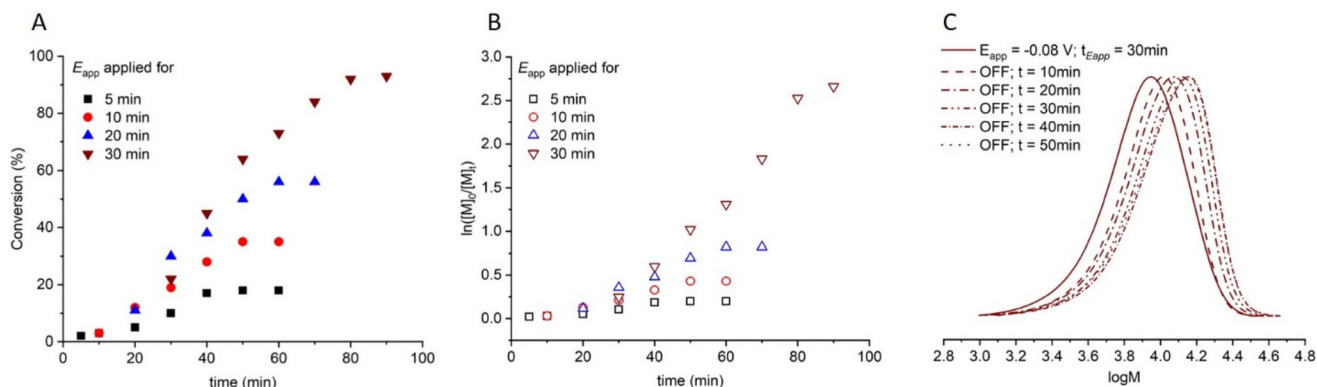 A
E_app applied for
5 min
10 min
20 min
30 min
100
80
60
40
20
0
Conversion (%)
0 20 40 60 80 100
time (min)
B
E_app applied for
5 min
10 min
20 min
30 min
3.0
2.5
2.0
1.5
1.0
0.5
0.0
ln([M]₀/[M]ₜ)
0 20 40 60 80 100
time (min)
C
E_app = -0.08 V; t_Eapp = 30min
OFF; t = 10min
OFF; t = 20min
OFF; t = 30min
OFF; t = 40min
OFF; t = 50min
2.8 3.0 3.2 3.4 3.6 3.8 4.0 4.2 4.4 4.6 4.8
logM